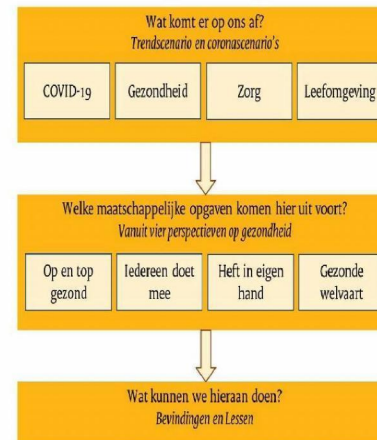 Wat komt er op ons af?
Trendscenario en coronascenario's
COVID-19
Gezondheid
Zorg
Leefomgeving
Welke maatschappelijke opgaven komen hier uit voort?
Vanuit vier perspectieven op gezondheid
Op en top
gezond
Iedereen doet
mee
Heft in eigen
hand
Gezonde
welvaart
Wat kunnen we hieraan doen?
Bevindingen en Lessen